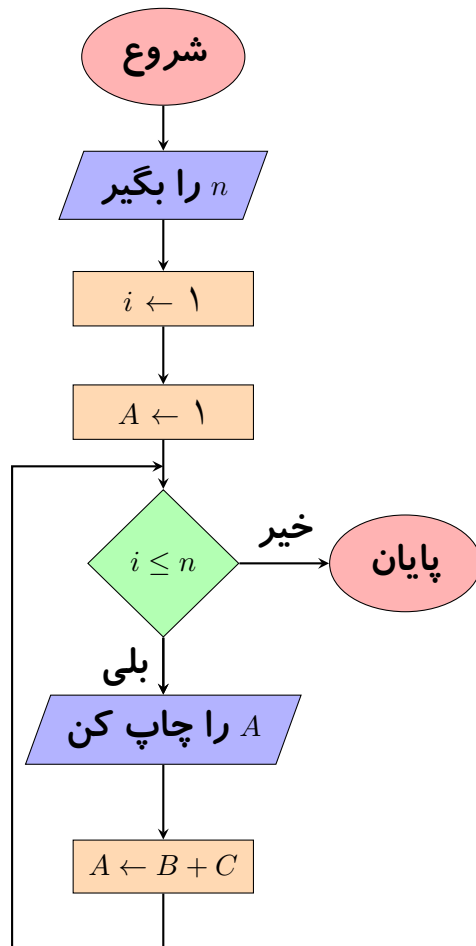 شروع
n را بگیر
i ← ۱
A ← ۱
i ≤ n
خیر
پایان
بلی
A را چاپ کن
A ← B + C